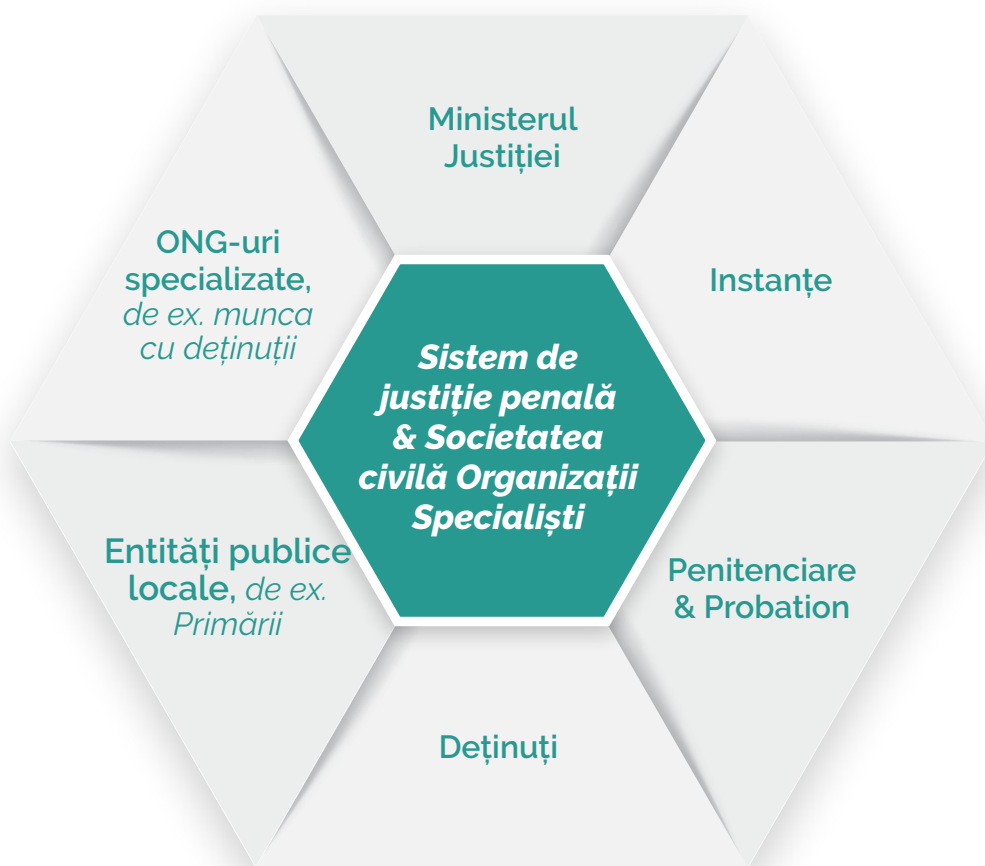 Ministerul
Justiției
ONG-uri
specializate,
de ex. munca
cu deținuții
Instanțe
Sistem de
justiție penală
& Societatea
civilă Organizații
Specialiști
Entități publice
locale, de ex.
Primării
Penitenciare
& Probation
Deținuți